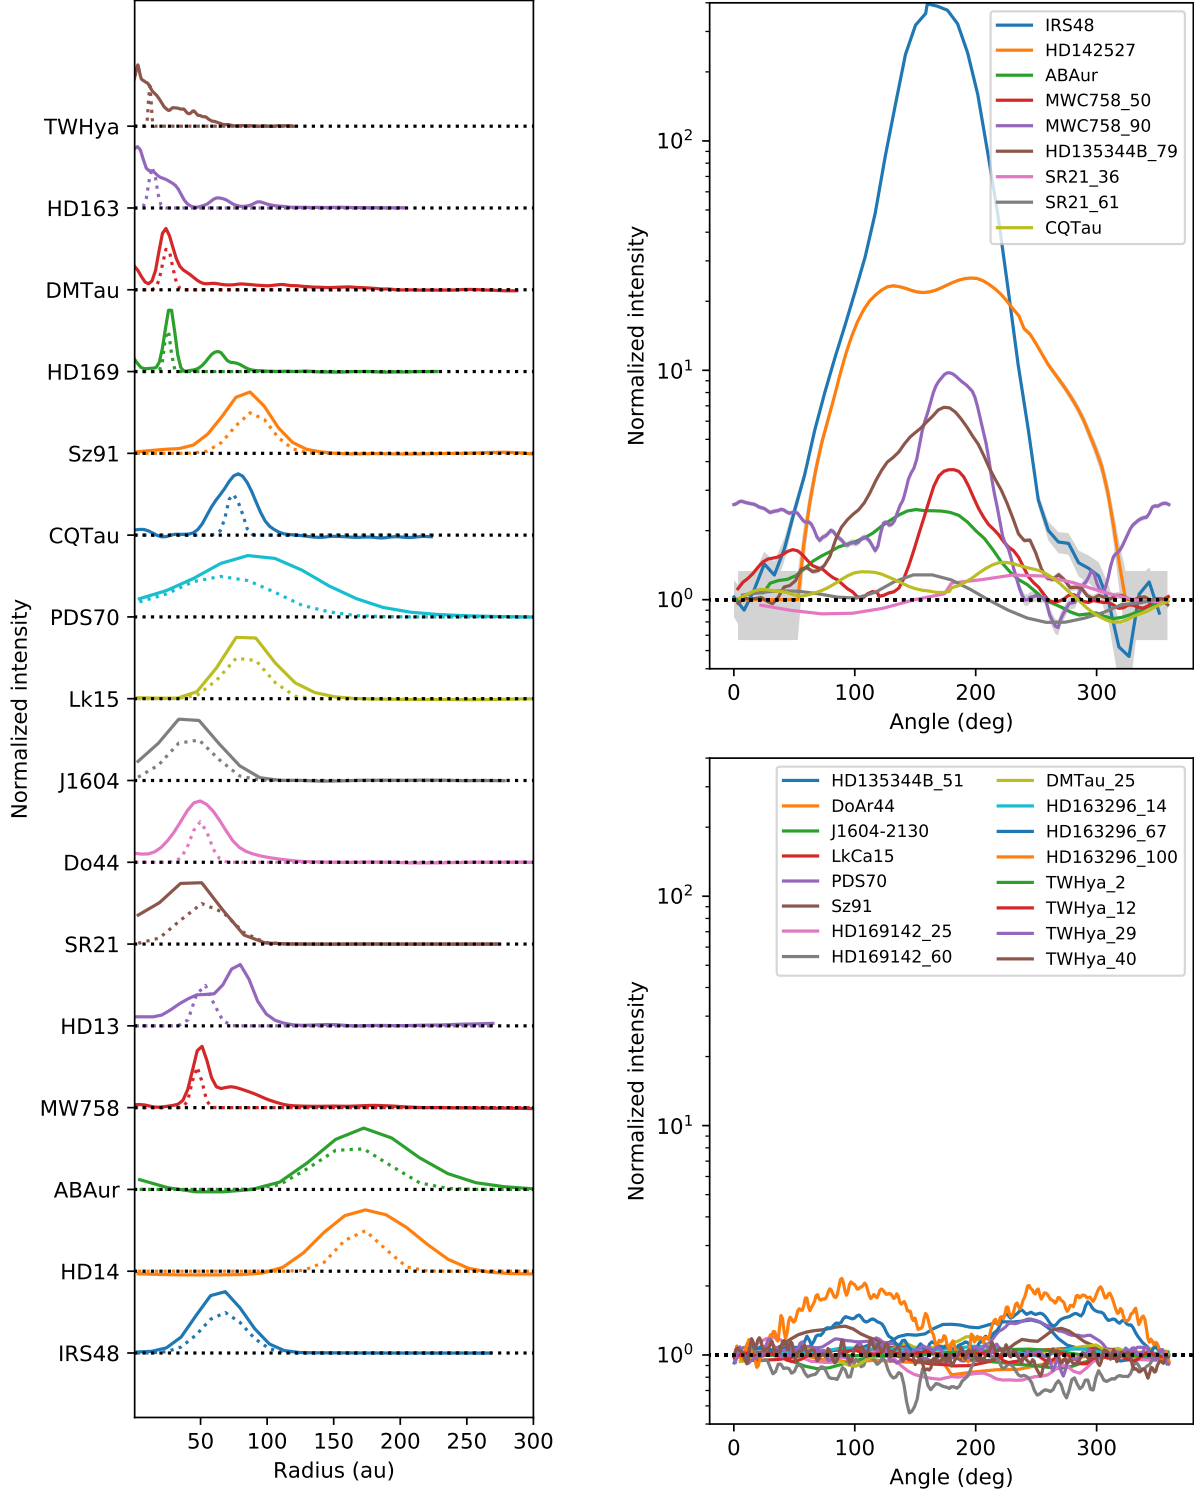 Normalized intensity
TWHya
HD163
DMTau
HD169
Sz91
CQTau
PDS70
Lk15
J1604
Do44
SR21
HD13
MW758
ABAur
HD14
IRS48
50 100 150 200 250 300
Radius (au)
Normalized intensity
10²
10¹
10⁰
IRS48
HD142527
ABAur
MWC758_50
MWC758_90
HD135344B_79
SR21_36
SR21_61
CQTau
0 100 200 300
Angle (deg)
Normalized intensity
10²
10¹
10⁰
HD135344B_51
DoAr44
J1604-2130
LkCa15
PDS70
Sz91
HD169142_25
HD169142_60
DMTau_25
HD163296_14
HD163296_67
HD163296_100
TWHya_2
TWHya_12
TWHya_29
TWHya_40
0 100 200 300
Angle (deg)